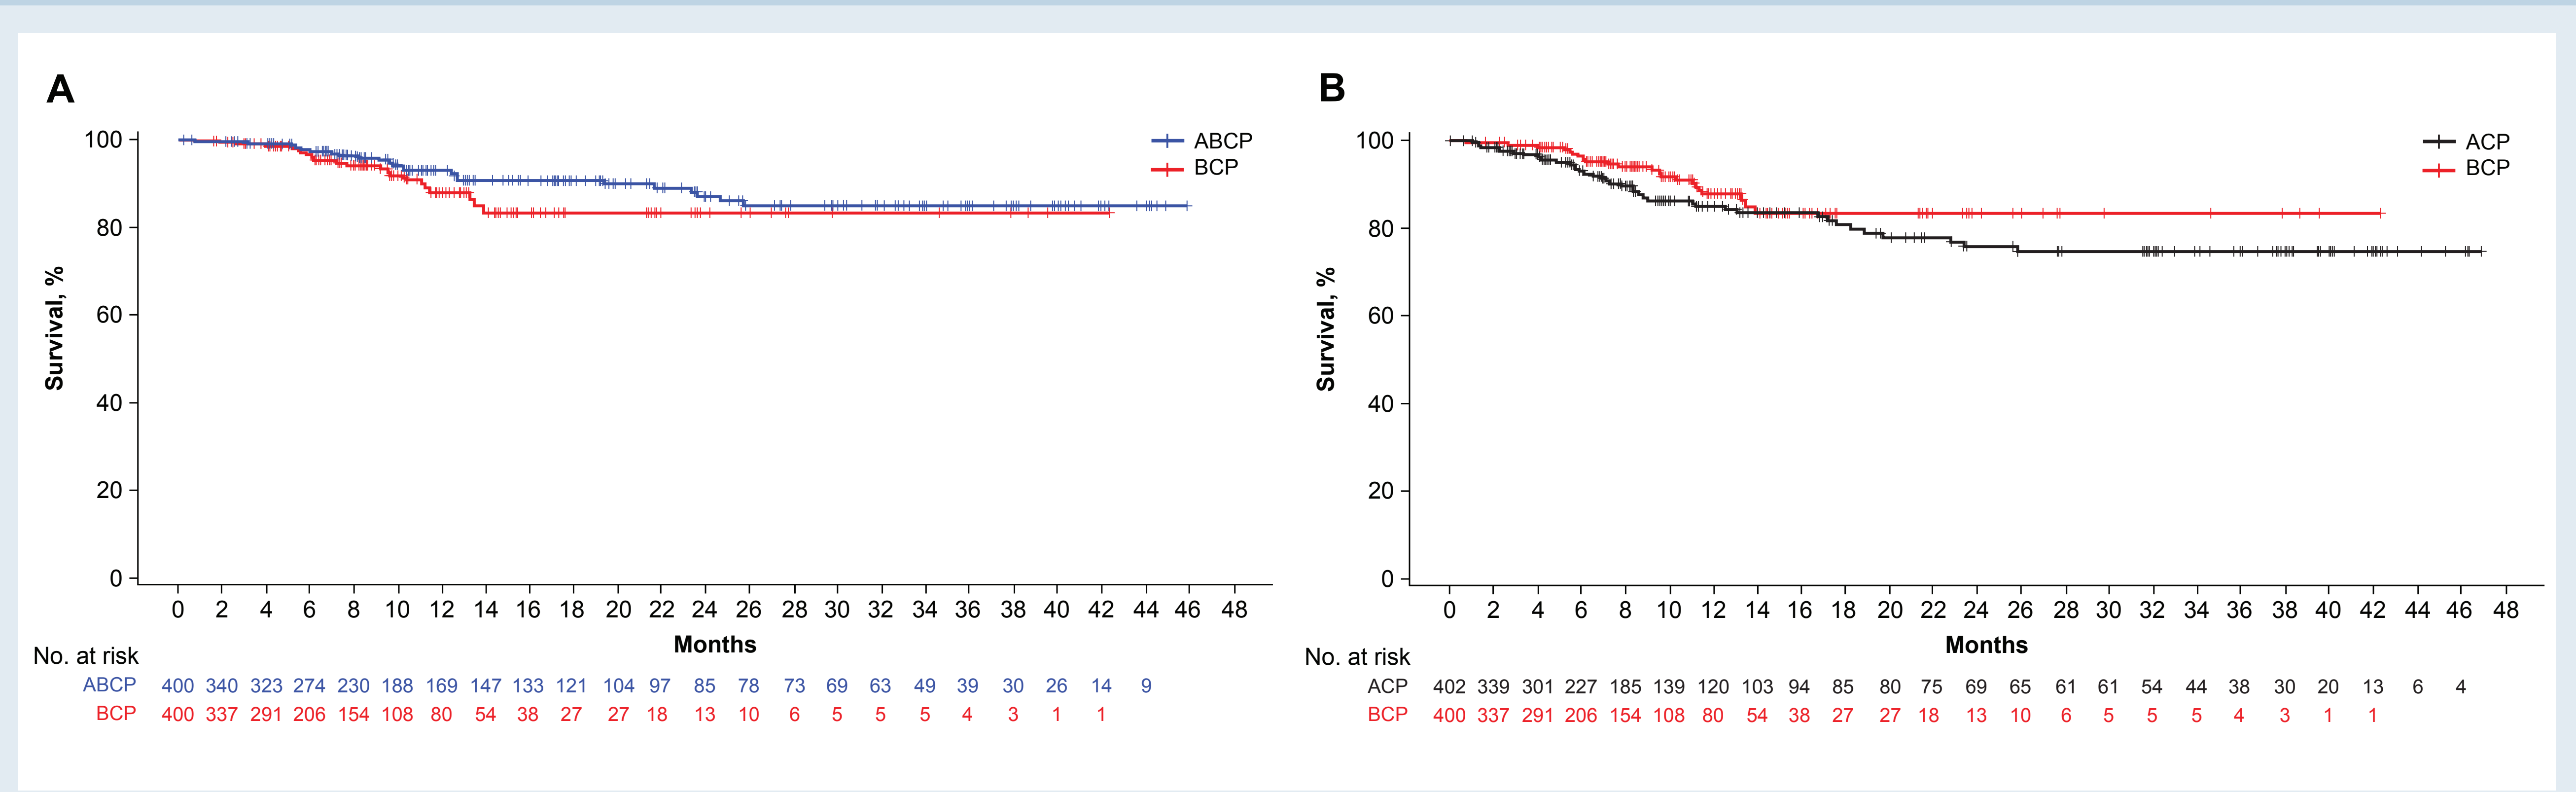 A
100
80
60
40
20
0
Survival, %
ABCP
BCP
0 2 4 6 8 10 12 14 16 18 20 22 24 26 28 30 32 34 36 38 40 42 44 46 48
Months
No. at risk
ABCP 400 340 323 274 230 188 169 147 133 121 104 97 85 78 73 69 63 49 39 30 26 14 9
BCP 400 337 291 206 154 108 80 54 38 27 27 18 13 10 6 5 5 5 4 3 1 1
B
100
80
60
40
20
0
Survival, %
ACP
BCP
0 2 4 6 8 10 12 14 16 18 20 22 24 26 28 30 32 34 36 38 40 42 44 46 48
Months
No. at risk
ACP 402 339 301 227 185 139 120 103 94 85 80 75 69 65 61 61 54 44 38 30 20 13 6 4
BCP 400 337 291 206 154 108 80 54 38 27 27 18 13 10 6 5 5 5 4 3 1 1